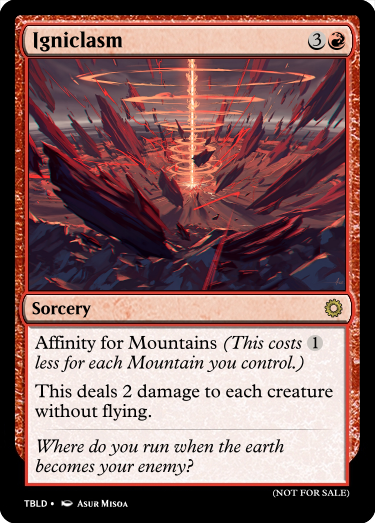 Igniclasm 3
Sorcery
Affinity for Mountains (This costs 1
less for each Mountain you control.)
This deals 2 damage to each creature
without flying.
Where do you run when the earth
becomes your enemy?
(NOT FOR SALE)
TBLD • Asur Misoa